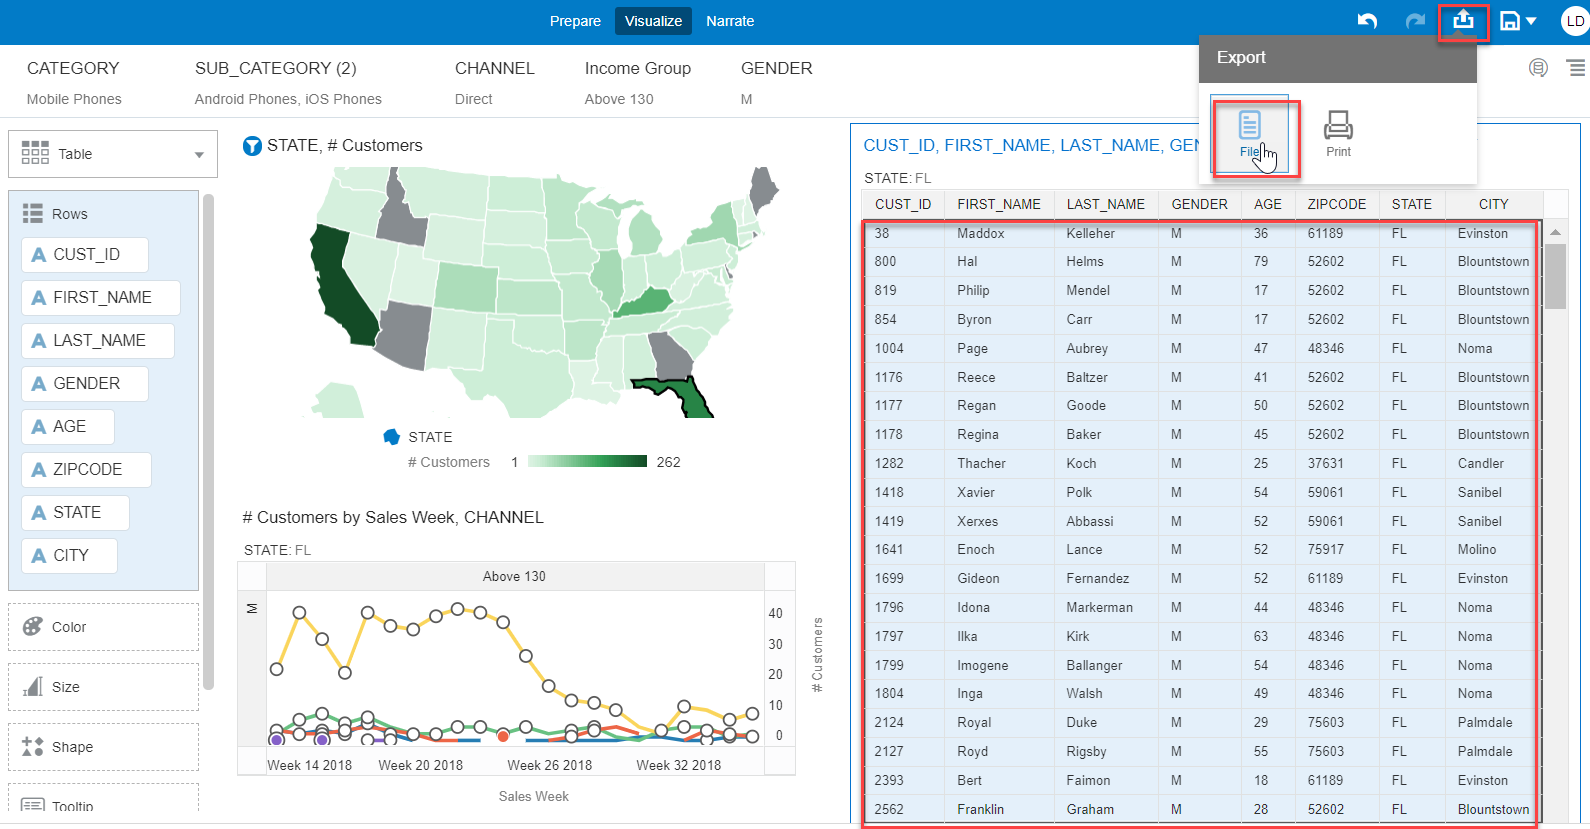 Prepare Visualize Narrate LD
CATEGORY SUB_CATEGORY (2) CHANNEL Income Group GENDER
Mobile Phones Android Phones, iOS Phones Direct Above 130 M
Export
File Print
Table
Rows
A CUST_ID
A FIRST_NAME
A LAST_NAME
A GENDER
A AGE
A ZIPCODE
A STATE
A CITY
Color
Size
Shape
Tooltip
STATE, # Customers
STATE
# Customers 1 262
# Customers by Sales Week, CHANNEL
STATE: FL
Above 130
M
40
30
20
10
0
# Customers
Week 14 2018 Week 20 2018 Week 26 2018 Week 32 2018
Sales Week
CUST_ID, FIRST_NAME, LAST_NAME, GEN
STATE: FL
CUST_ID FIRST_NAME LAST_NAME GENDER AGE ZIPCODE STATE CITY
38 Maddox Kelleher M 36 61189 FL Evinston
800 Hal Helms M 79 52602 FL Blountstown
819 Philip Mendel M 17 52602 FL Blountstown
854 Byron Carr M 17 52602 FL Blountstown
1004 Page Aubrey M 47 48346 FL Noma
1176 Reece Baltzer M 41 52602 FL Blountstown
1177 Regan Goode M 50 52602 FL Blountstown
1178 Regina Baker M 45 52602 FL Blountstown
1282 Thacher Koch M 25 37631 FL Candler
1418 Xavier Polk M 54 59061 FL Sanibel
1419 Xerxes Abbassi M 52 59061 FL Sanibel
1641 Enoch Lance M 52 75917 FL Molino
1699 Gideon Fernandez M 52 61189 FL Evinston
1796 Idona Markerman M 44 48346 FL Noma
1797 Ilka Kirk M 63 48346 FL Noma
1799 Imogene Ballanger M 54 48346 FL Noma
1804 Inga Walsh M 49 48346 FL Noma
2124 Royal Duke M 29 75603 FL Palmdale
2127 Royd Rigsby M 55 75603 FL Palmdale
2393 Bert Faimon M 18 61189 FL Evinston
2562 Franklin Graham M 28 52602 FL Blountstown